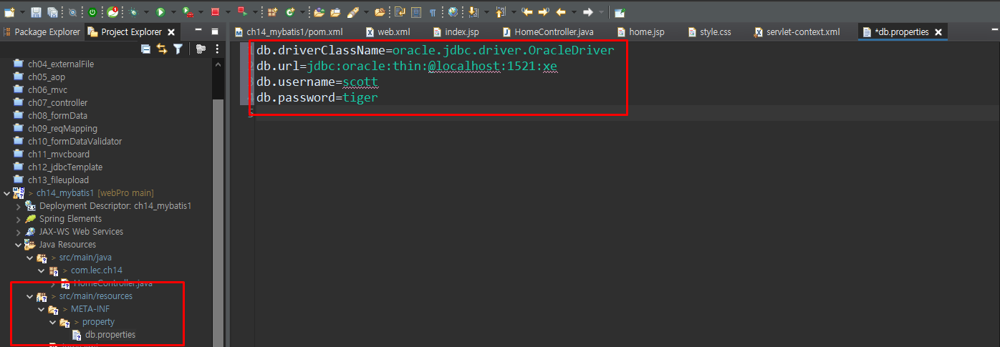 Package Explorer
Project Explorer
ch04_externalFile
ch05_aop
ch06_mvc
ch07_controller
ch08_formData
ch09_reqMapping
ch10_formDataValidator
ch11_mvcboard
ch12_jdbcTemplate
ch13_fileupload
> ch14_mybatis1 [webPro main]
Deployment Descriptor: ch14_mybatis1
Spring Elements
JAX-WS Web Services
Java Resources
> src/main/java
> com.lec.ch14
HomeController.java
> src/main/resources
> META-INF
> property
db.properties
ch14_mybatis1/pom.xml
web.xml
index.jsp
HomeController.java
home.jsp
style.css
servlet-context.xml
*db.properties
db.driverClassName=oracle.jdbc.driver.OracleDriver
db.url=jdbc:oracle:thin:@localhost:1521:xe
db.username=scott
db.password=tiger
5